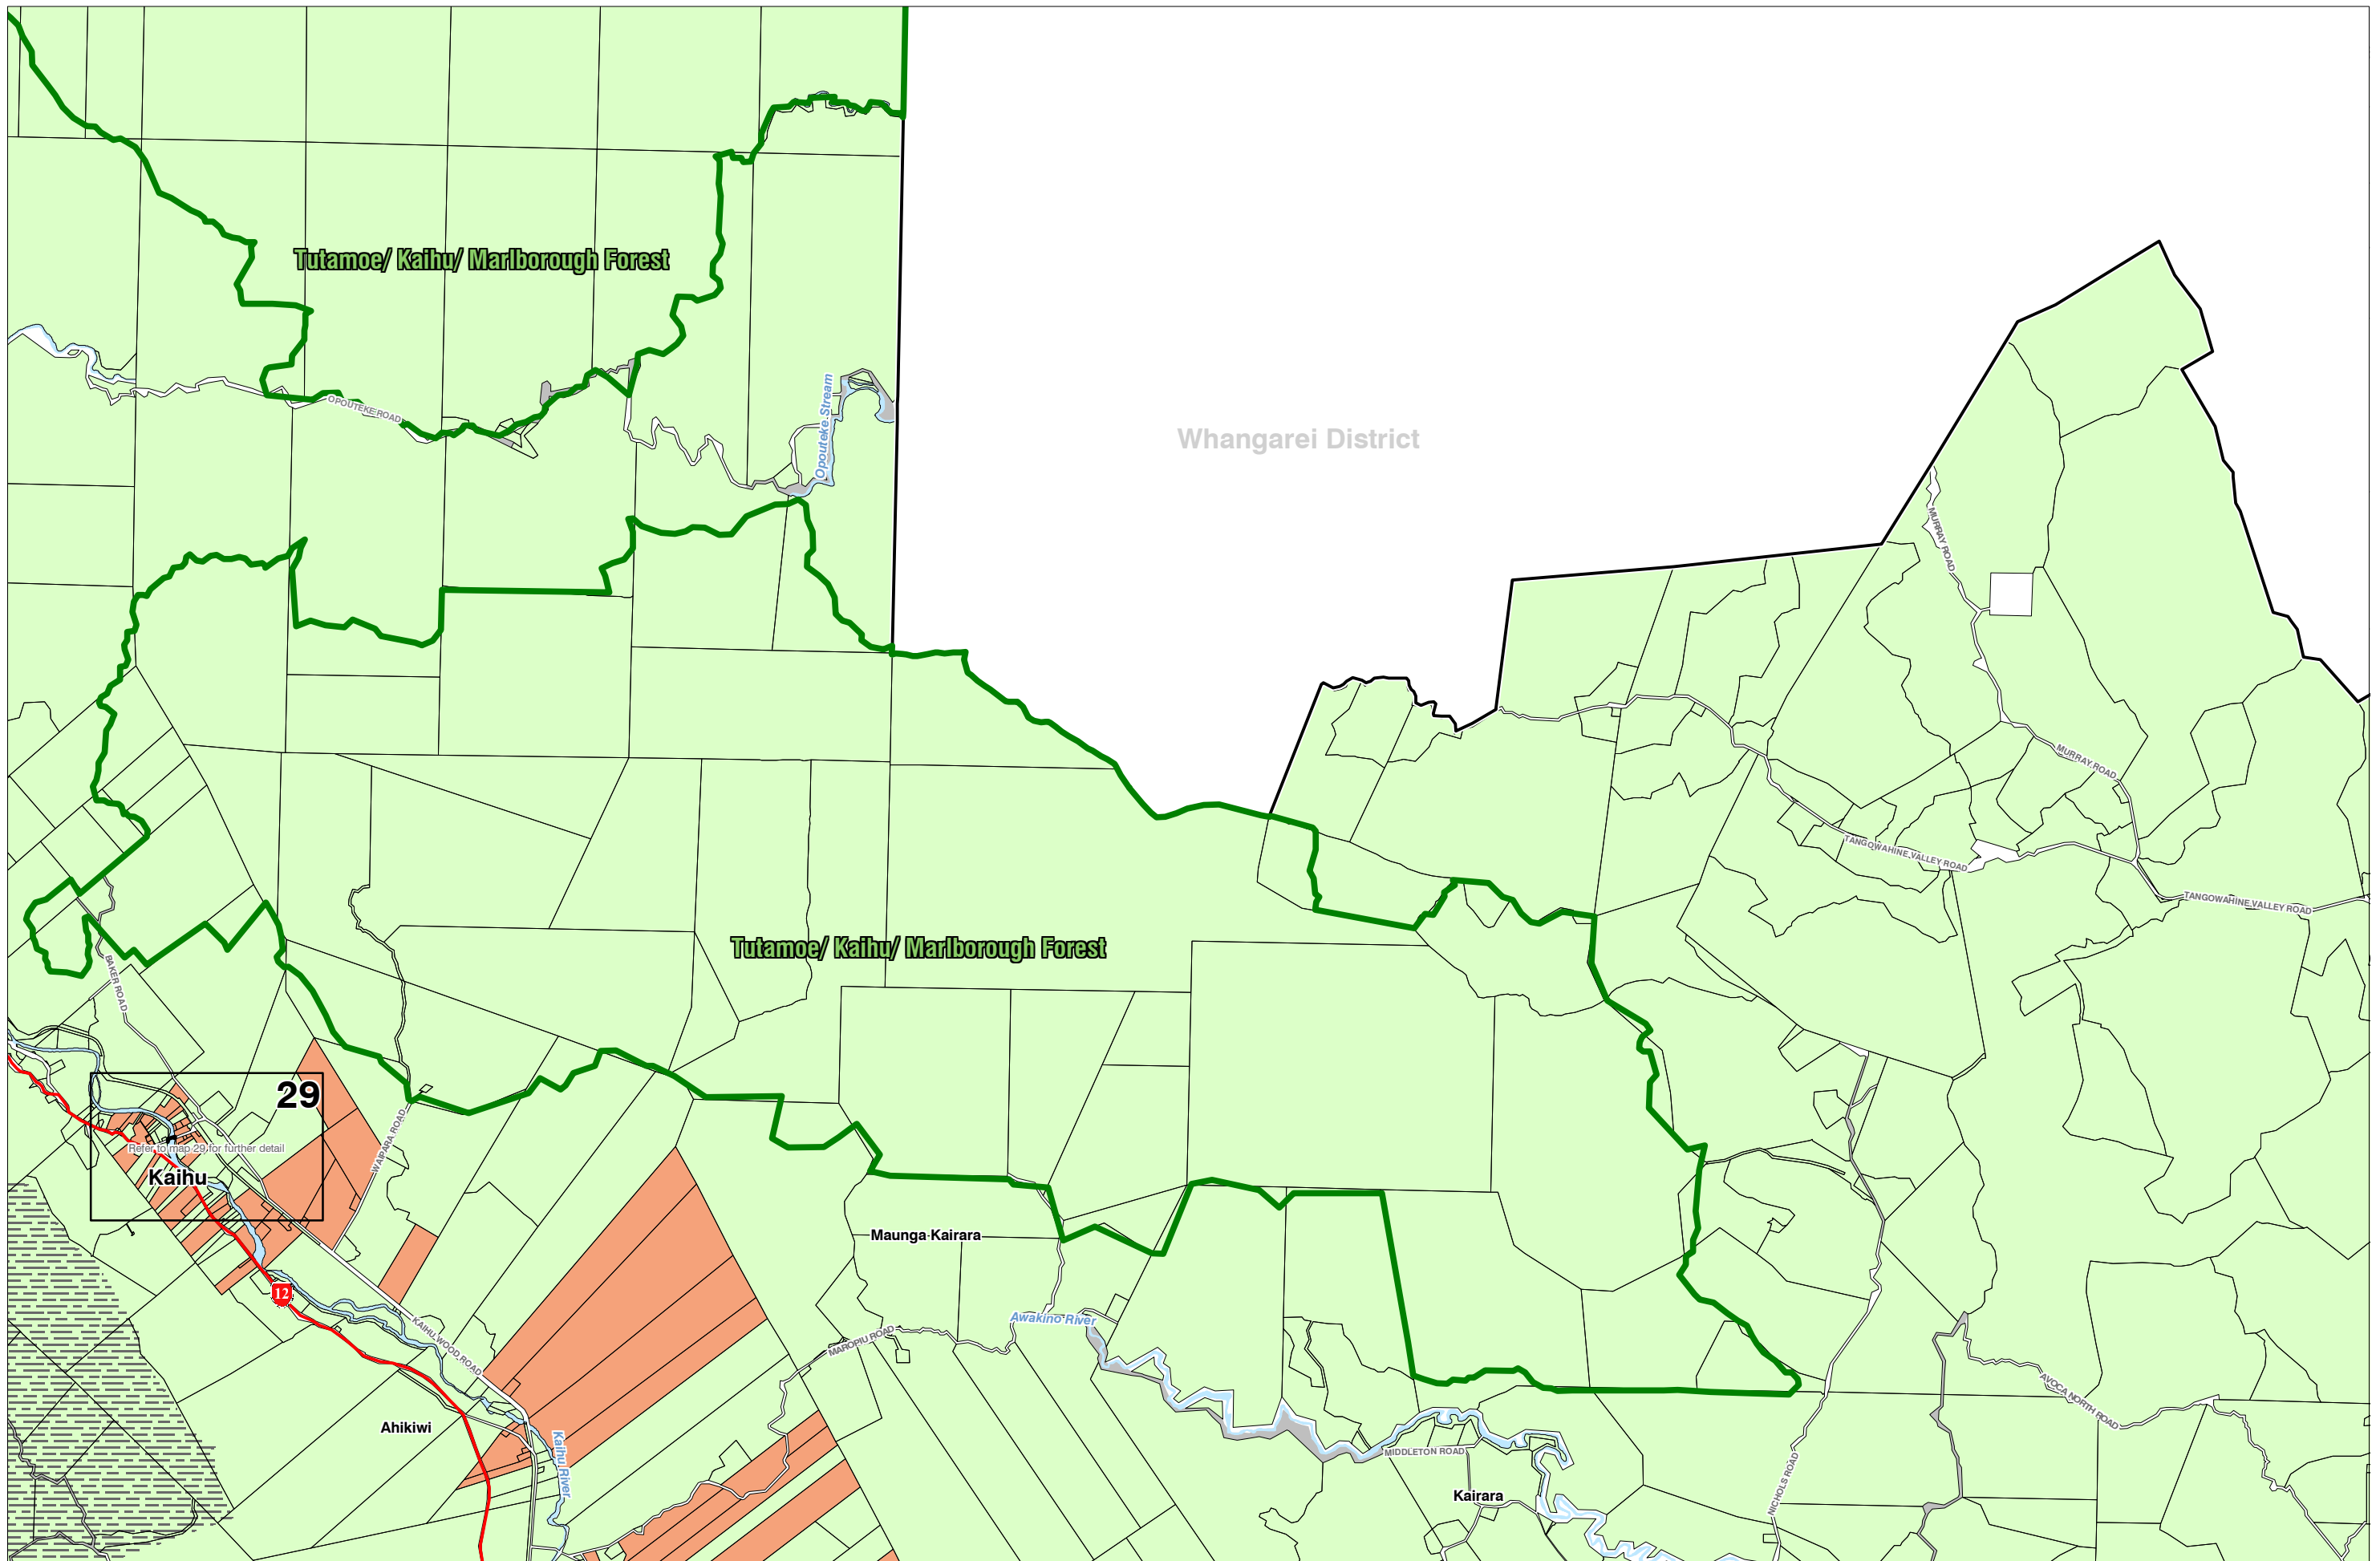 Tutamoe/ Kaihu/ Marlborough Forest
OPOUTEKE ROAD
Opouteke Stream
Whangarei District
MURRAY ROAD
MURRAY ROAD
TANGOWAHINE VALLEY ROAD
TANGOWAHINE VALLEY ROAD
Tutamoe/ Kaihu/ Marlborough Forest
BAKER ROAD
29
Refer to map 29 for further detail
Kaihu
WAIPARA ROAD
Maunga Kairara
12
Awakino River
KAIHU WOOD ROAD
MAROPIU ROAD
AVOCA NORTH ROAD
Ahikiwi
Kaihu River
MIDDLETON ROAD
NICHOLS ROAD
Kairara